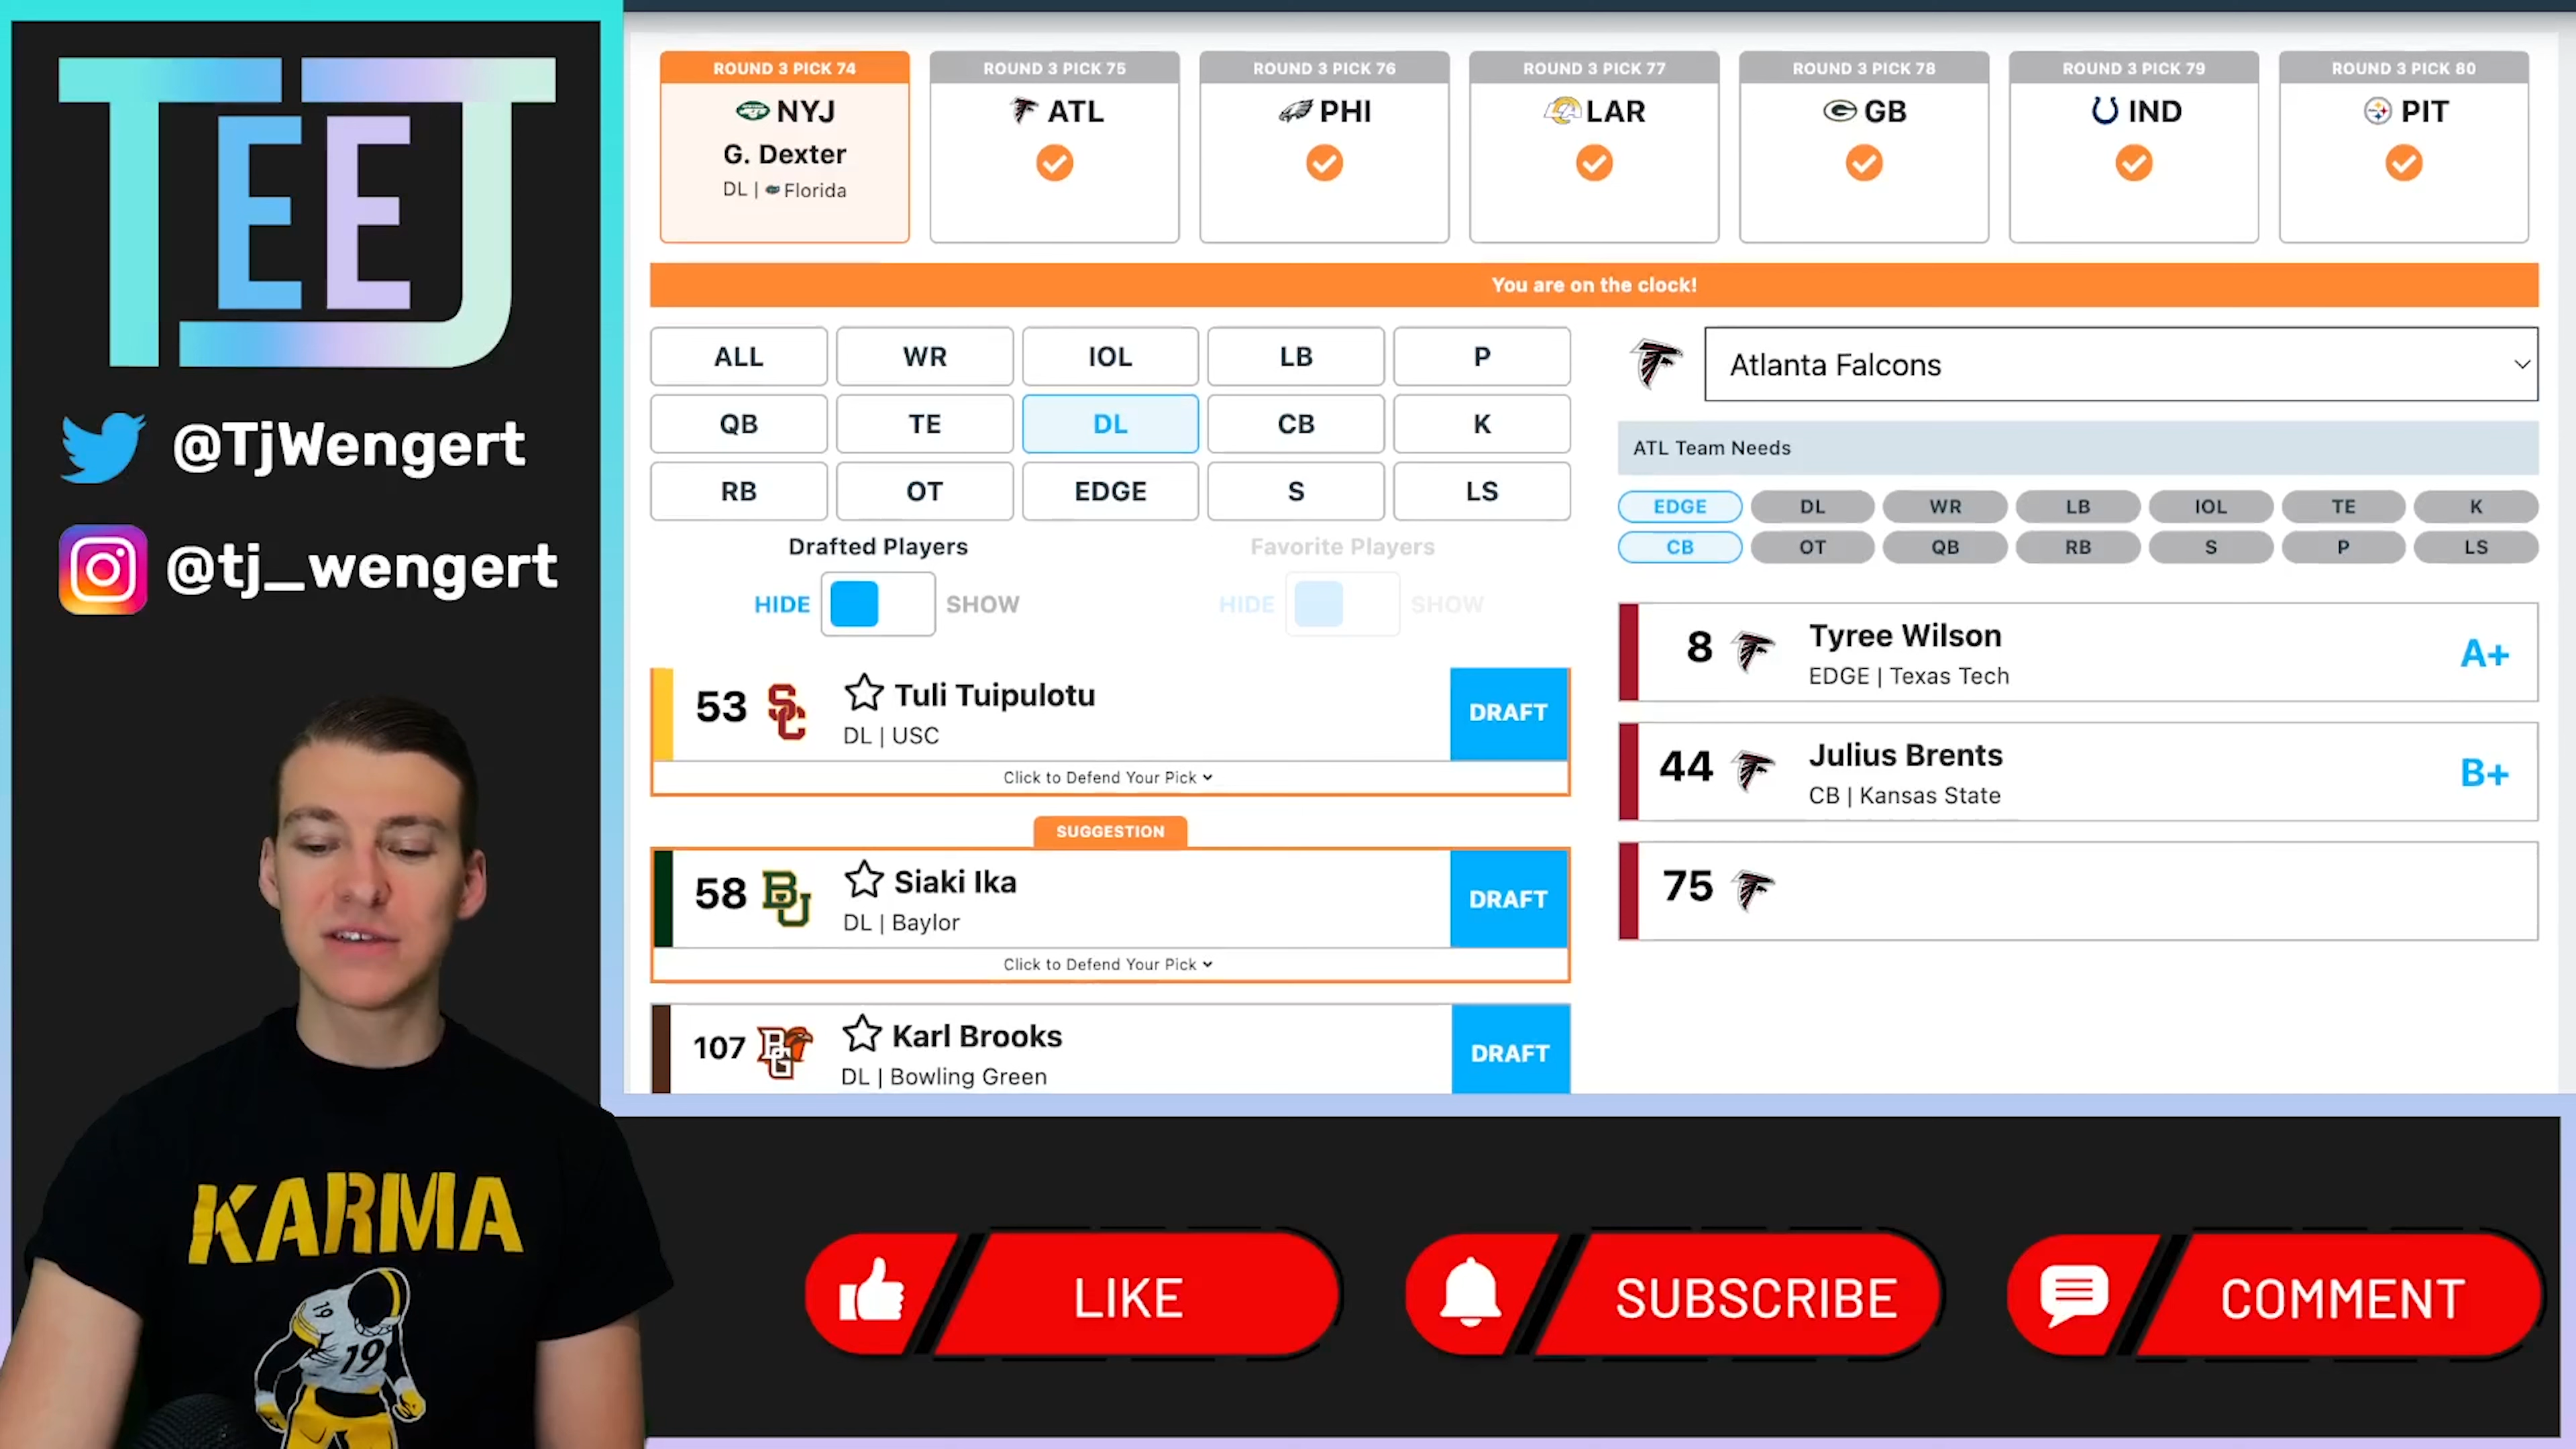 TEEJ
@TjWengert
@tj_wengert
KARMA
19
19
ROUND 3 PICK 74
NYJ
G. Dexter
DL | Florida
ROUND 3 PICK 75
ATL
ROUND 3 PICK 76
PHI
ROUND 3 PICK 77
LAR
ROUND 3 PICK 78
GB
ROUND 3 PICK 79
IND
ROUND 3 PICK 80
PIT
You are on the clock!
ALL WR IOL LB P
QB TE DL CB K
RB OT EDGE S LS
Drafted Players
HIDE SHOW
Favorite Players
HIDE SHOW
53 SC Tuli Tuipulotu
DL | USC
DRAFT
Click to Defend Your Pick
SUGGESTION
58 BU Siaki Ika
DL | Baylor
DRAFT
Click to Defend Your Pick
107 BG Karl Brooks
DL | Bowling Green
DRAFT
Atlanta Falcons
ATL Team Needs
EDGE DL WR LB IOL TE K
CB OT QB RB S P LS
8 Tyree Wilson
EDGE | Texas Tech
A+
44 Julius Brents
CB | Kansas State
B+
75
LIKE
SUBSCRIBE
COMMENT